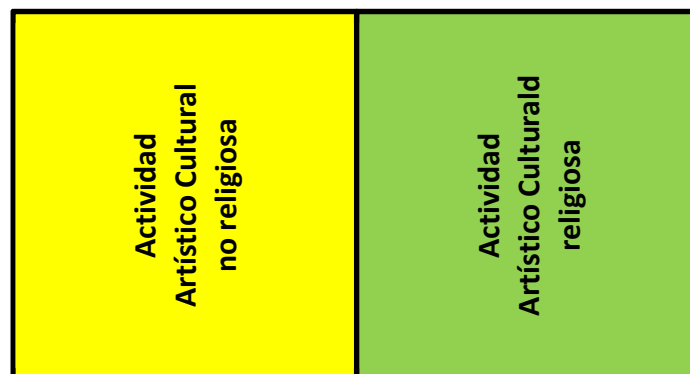 Actividad
Artístico Cultural
no religiosa
Actividad
Artístico Culturald
religiosa